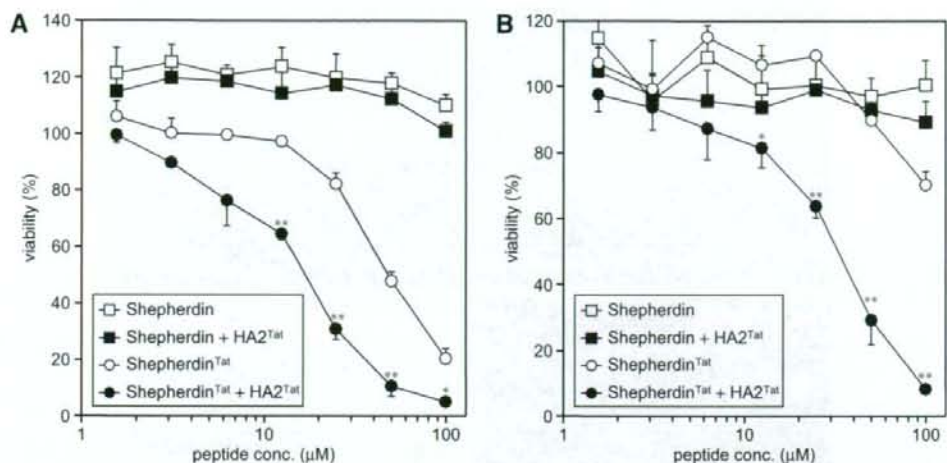 A
140
120
100
80
60
40
20
0
viability (%)
**
**
**
*
Shepherdin
Shepherdin + HA2Tat
ShepherdinTat
ShepherdinTat + HA2Tat
1
10
100
peptide conc. (μM)
B
120
100
80
60
40
20
0
viability (%)
*
**
**
**
Shepherdin
Shepherdin + HA2Tat
ShepherdinTat
ShepherdinTat + HA2Tat
1
10
100
peptide conc. (μM)